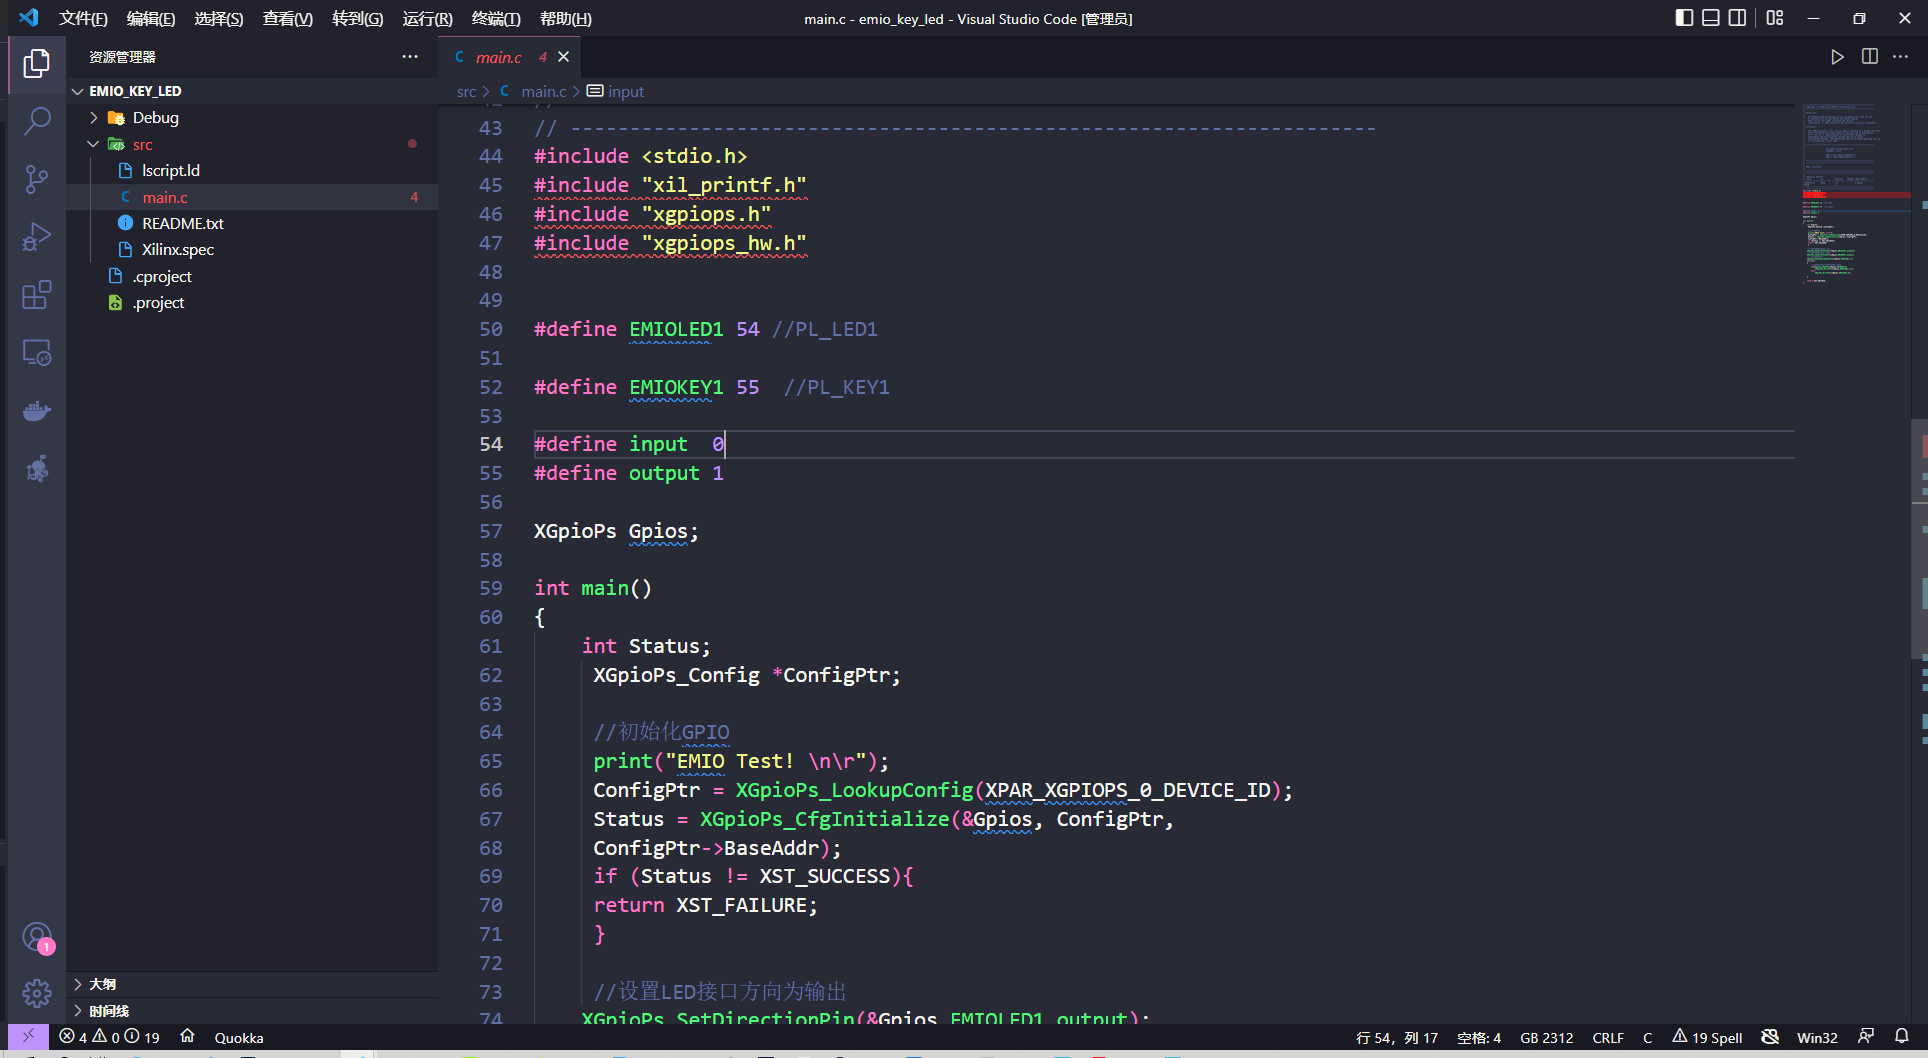 文件(F) 编辑(E) 选择(S) 查看(V) 转到(G) 运行(R) 终端(T) 帮助(H)
main.c - emio_key_led - Visual Studio Code [管理员]
资源管理器
EMIO_KEY_LED
Debug
src
lscript.ld
main.c 4
README.txt
Xilinx.spec
.cproject
.project
大纲
时间线
main.c 4
src > C main.c > input
43 // --------------------------------------------------------------------
44 #include <stdio.h>
45 #include "xil_printf.h"
46 #include "xgpiops.h"
47 #include "xgpiops_hw.h"
48
49
50 #define EMIOLED1 54 //PL_LED1
51
52 #define EMIOKEY1 55  //PL_KEY1
53
54 #define input  0
55 #define output 1
56
57 XGpioPs Gpios;
58
59 int main()
60 {
61     int Status;
62      XGpioPs_Config *ConfigPtr;
63
64      //初始化GPIO
65      print("EMIO Test! \n\r");
66      ConfigPtr = XGpioPs_LookupConfig(XPAR_XGPIOPS_0_DEVICE_ID);
67      Status = XGpioPs_CfgInitialize(&Gpios, ConfigPtr,
68      ConfigPtr->BaseAddr);
69      if (Status != XST_SUCCESS){
70      return XST_FAILURE;
71      }
72
73      //设置LED接口方向为输出
74     XGpioPs_SetDirectionPin(&Gpios,EMIOLED1,output);
1
4 0 19 Quokka
行 54，列 17 空格: 4 GB 2312 CRLF C 19 Spell Win32